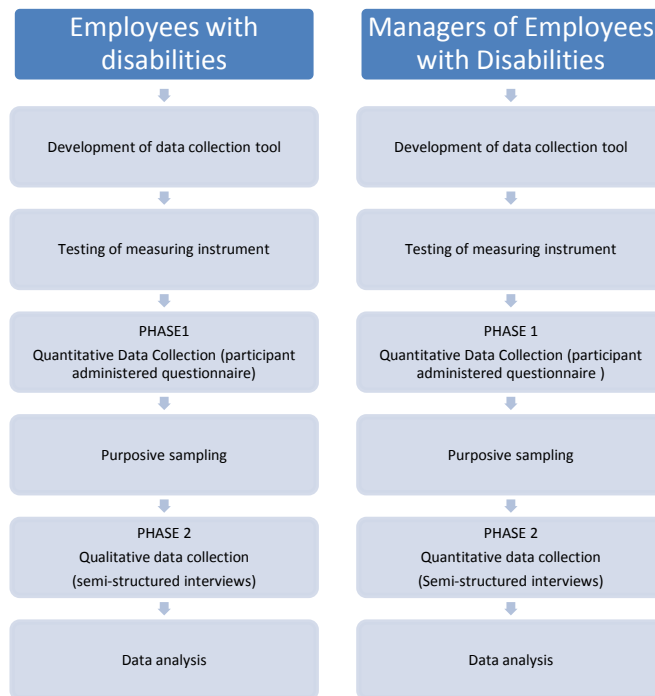 Employees with
disabilities
Development of data collection tool
Testing of measuring instrument
PHASE1
Quantitative Data Collection (participant
administered questionnaire)
Purposive sampling
PHASE 2
Qualitative data collection
(semi-structured interviews)
Data analysis
Managers of Employees
with Disabilities
Development of data collection tool
Testing of measuring instrument
PHASE 1
Quantitative Data Collection (participant
administered questionnaire )
Purposive sampling
PHASE 2
Quantitative data collection
(Semi-structured interviews)
Data analysis